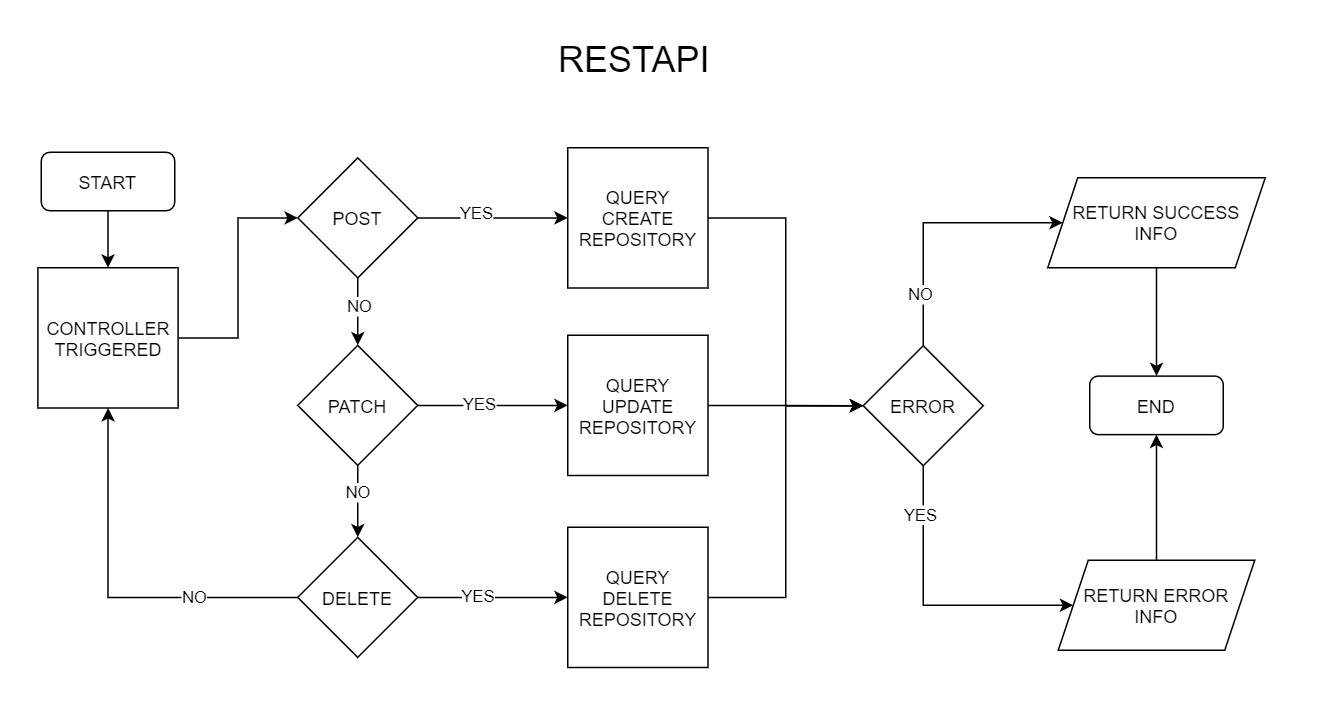 RESTAPI
START
CONTROLLER
TRIGGERED
POST
YES
QUERY
CREATE
REPOSITORY
NO
PATCH
YES
QUERY
UPDATE
REPOSITORY
NO
DELETE
YES
QUERY
DELETE
REPOSITORY
NO
ERROR
NO
RETURN SUCCESS
INFO
YES
RETURN ERROR
INFO
END